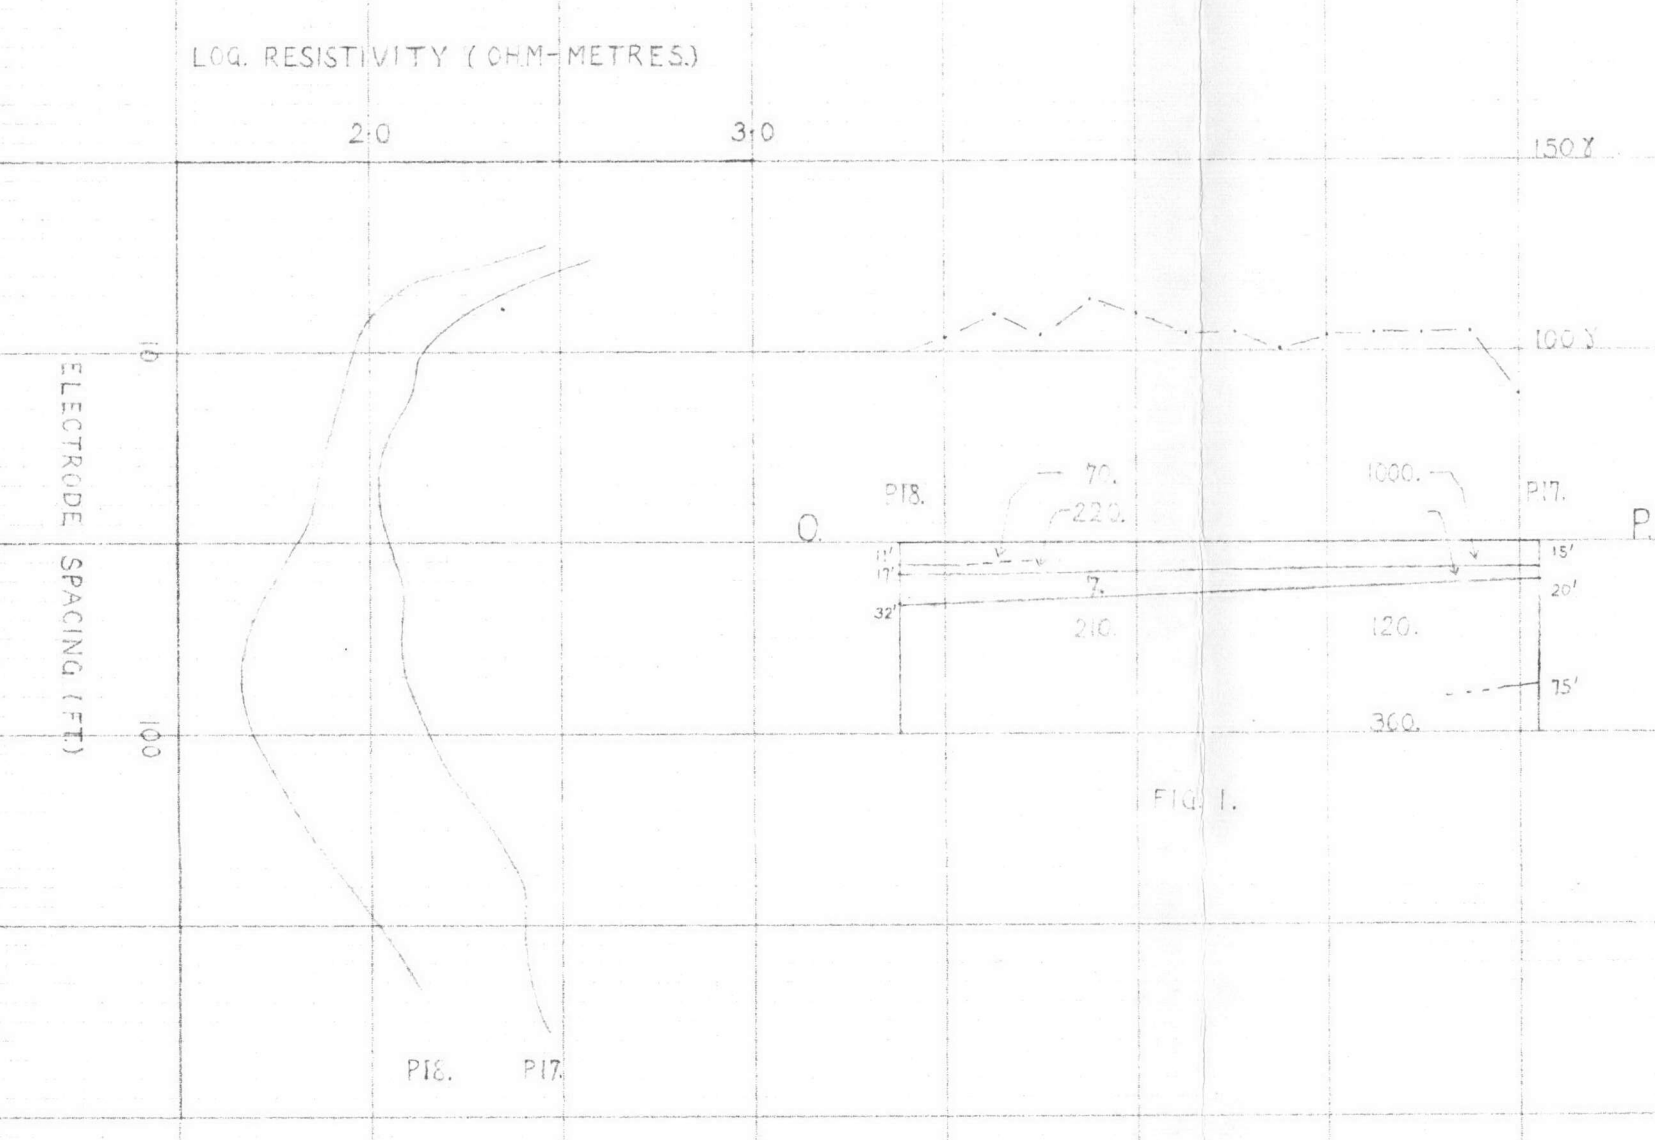 LOG. RESISTIVITY (OHM-METRES.)
2.0
3.0
150 γ
10
100 γ
ELECTRODE SPACING (FT.)
70.
1000.
P18.
P17.
220.
O.
P.
11'
15'
17'
7.
20'
32'
210.
120.
75'
360.
100
FIG. 1.
P18.
P17.